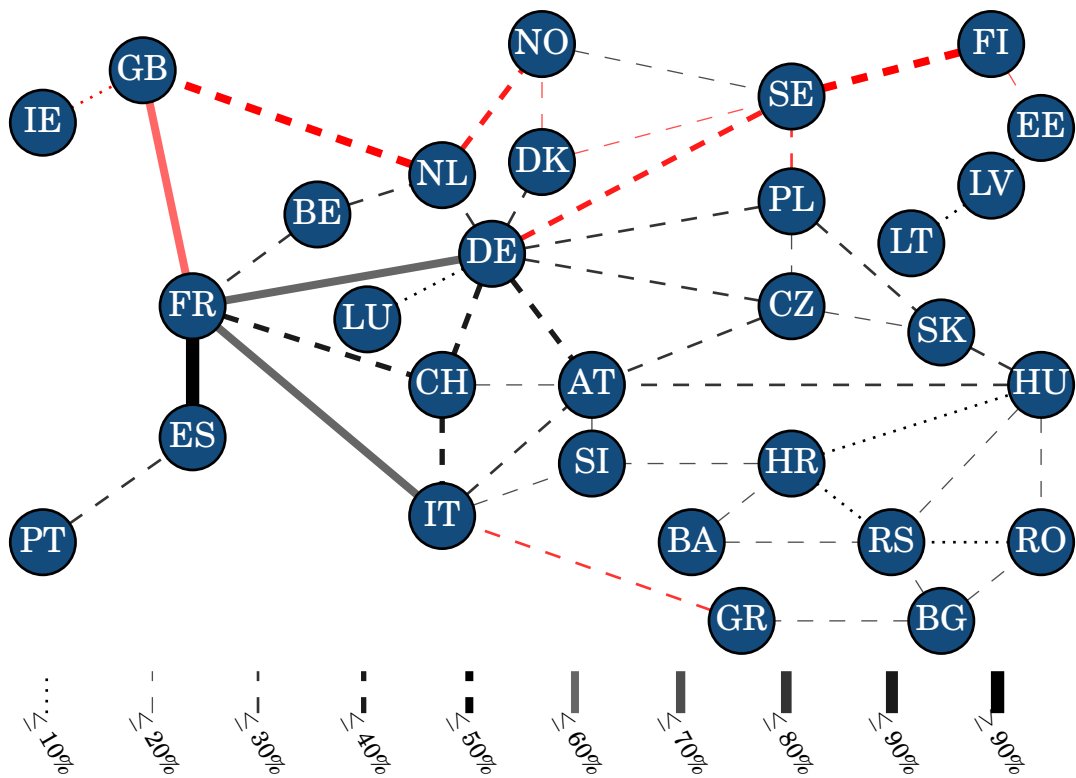 NO
FI
GB
SE
IE
EE
DK
NL
LV
PL
BE
LT
DE
FR
LU
CZ
SK
CH
AT
HU
ES
SI
HR
IT
PT
BA
RS
RO
GR
BG
≤ 10%
≤ 20%
≤ 30%
≤ 40%
≤ 50%
≤ 60%
≤ 70%
≤ 80%
≤ 90%
≥ 90%